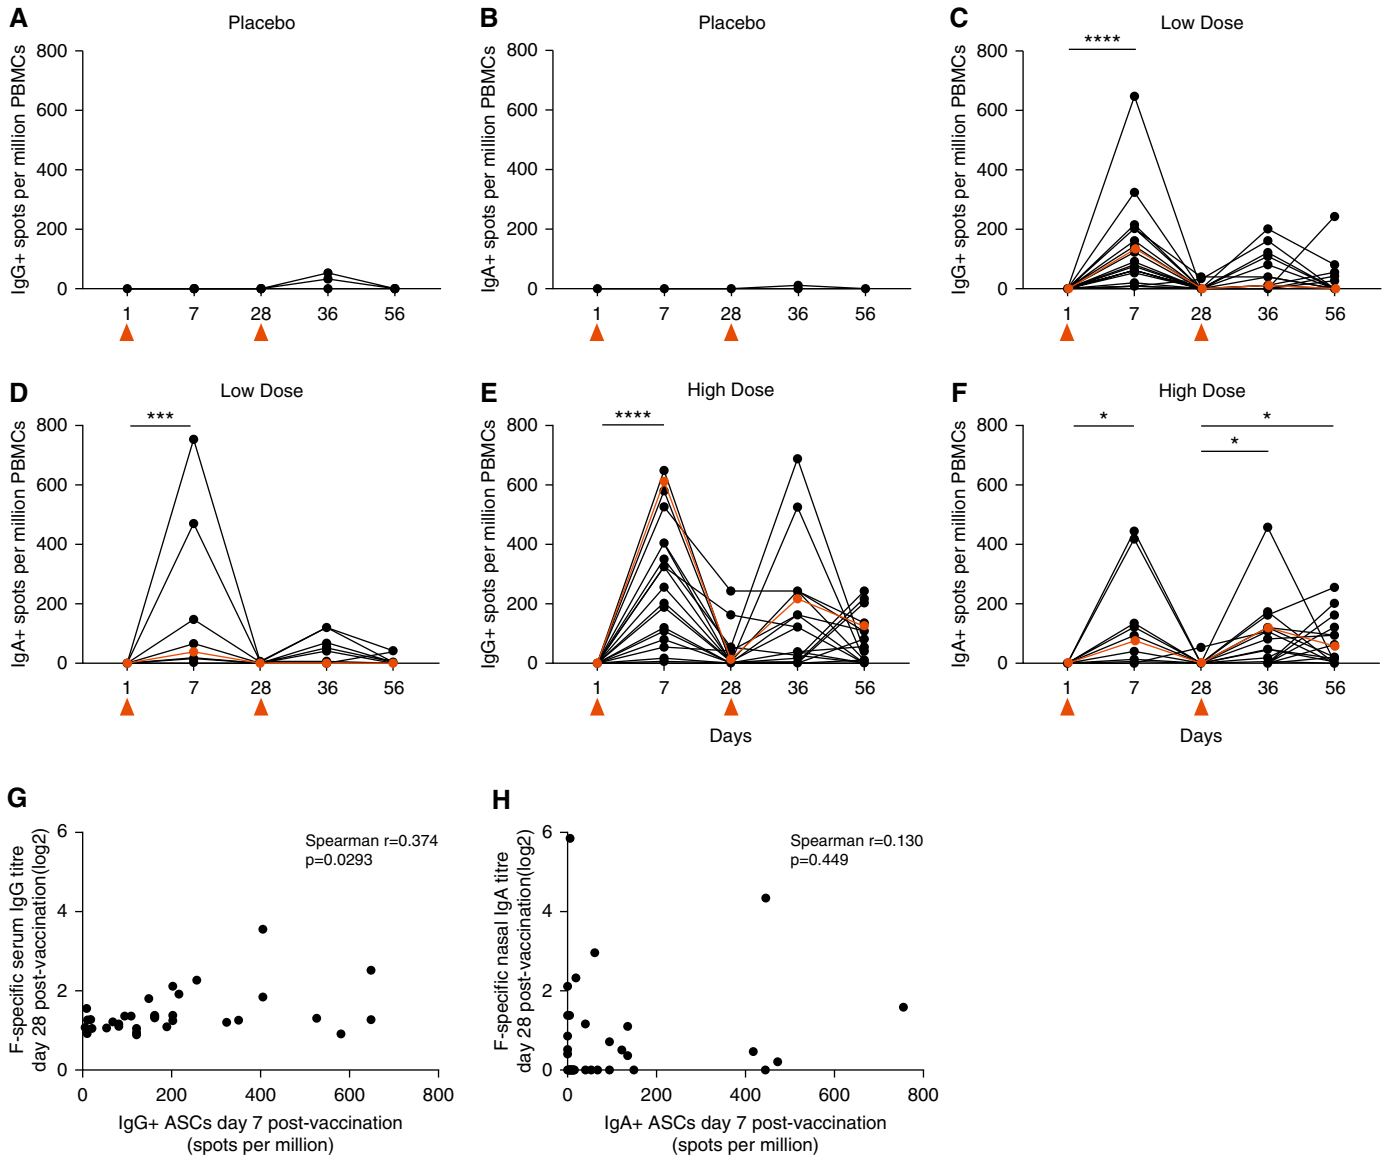 A
Placebo
IgG+ spots per million PBMCs
800
600
400
200
0
1 7 28 36 56
B
Placebo
IgA+ spots per million PBMCs
800
600
400
200
0
1 7 28 36 56
C
Low Dose
IgG+ spots per million PBMCs
800
600
400
200
0
****
1 7 28 36 56
D
Low Dose
IgA+ spots per million PBMCs
800
600
400
200
0
***
1 7 28 36 56
E
High Dose
IgG+ spots per million PBMCs
800
600
400
200
0
****
1 7 28 36 56
Days
F
High Dose
IgA+ spots per million PBMCs
800
600
400
200
0
* *
*
1 7 28 36 56
Days
G
F-specific serum IgG titre
day 28 post-vaccination(log2)
6
4
2
0
Spearman r=0.374
p=0.0293
0 200 400 600 800
IgG+ ASCs day 7 post-vaccination
(spots per million)
H
F-specific nasal IgA titre
day 28 post-vaccination(log2)
6
4
2
0
Spearman r=0.130
p=0.449
0 200 400 600 800
IgA+ ASCs day 7 post-vaccination
(spots per million)